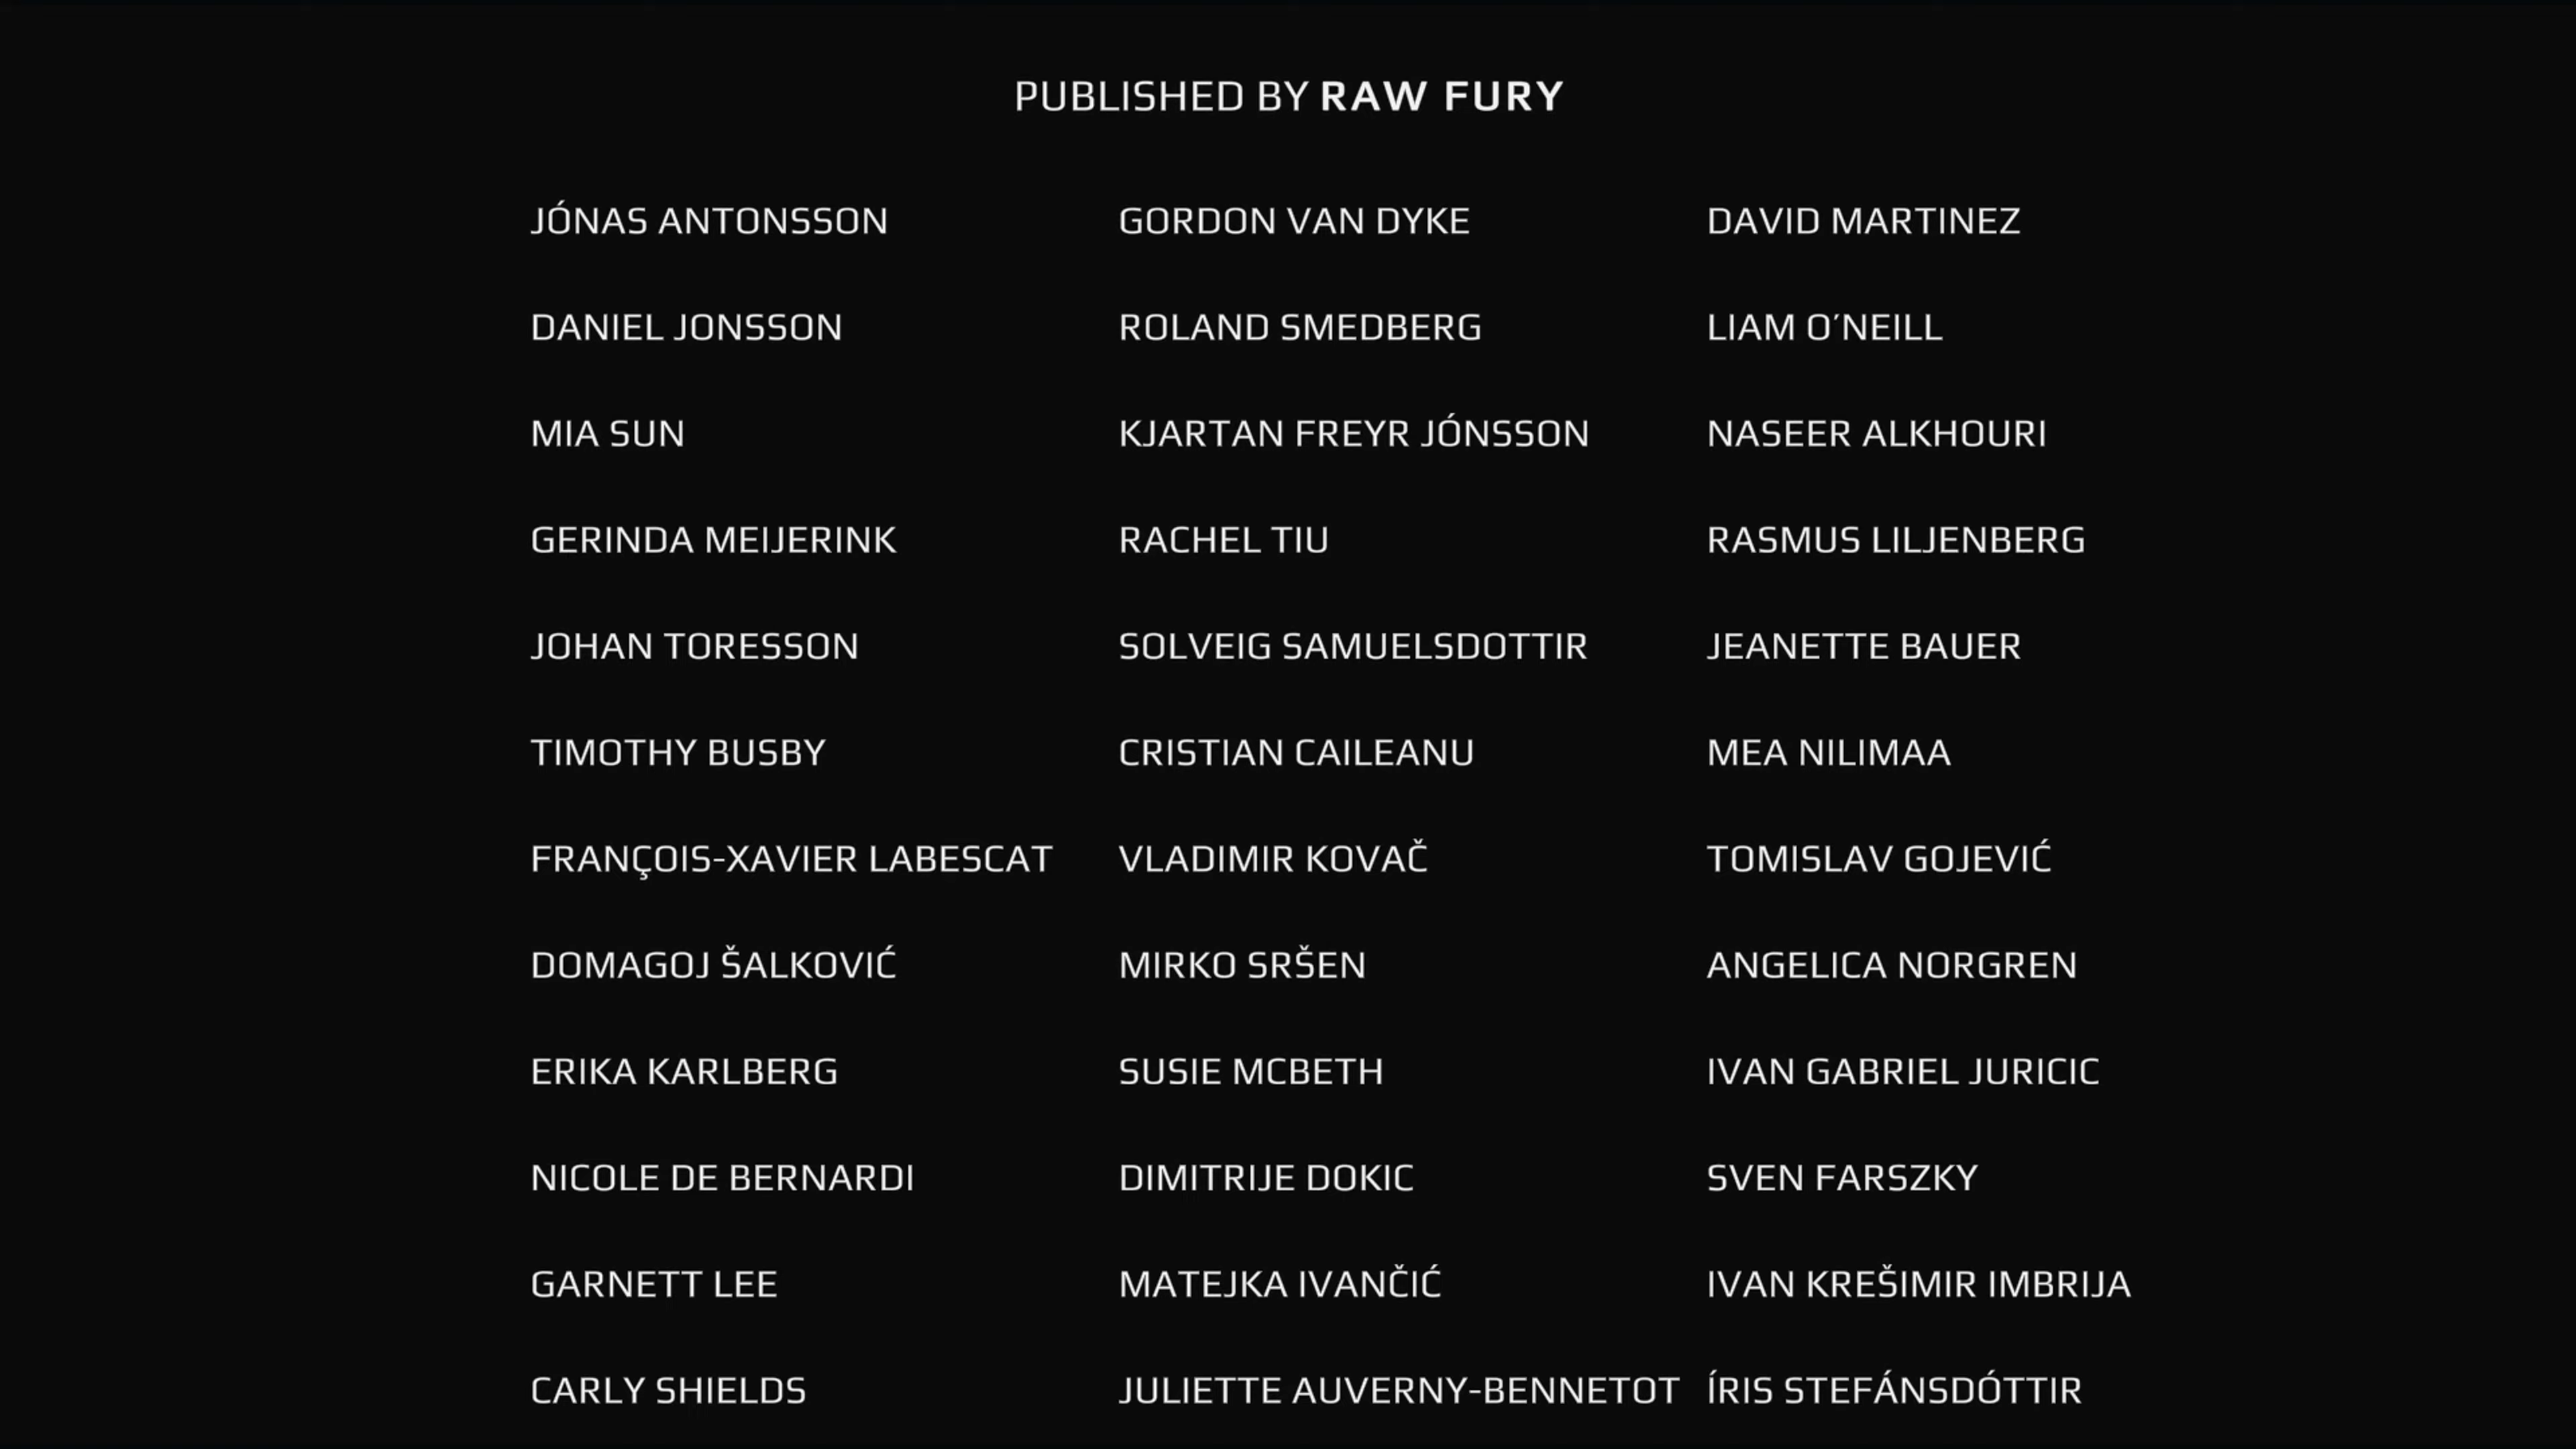 PUBLISHED BY RAW FURY
JÓNAS ANTONSSON GORDON VAN DYKE DAVID MARTINEZ
DANIEL JONSSON ROLAND SMEDBERG LIAM O´NEILL
MIA SUN KJARTAN FREYR JÓNSSON NASEER ALKHOURI
GERINDA MEIJERINK RACHEL TIU RASMUS LILJENBERG
JOHAN TORESSON SOLVEIG SAMUELSDOTTIR JEANETTE BAUER
TIMOTHY BUSBY CRISTIAN CAILEANU MEA NILIMAA
FRANÇOIS-XAVIER LABESCAT VLADIMIR KOVAČ TOMISLAV GOJEVIĆ
DOMAGOJ ŠALKOVIĆ MIRKO SRŠEN ANGELICA NORGREN
ERIKA KARLBERG SUSIE MCBETH IVAN GABRIEL JURICIC
NICOLE DE BERNARDI DIMITRIJE DOKIC SVEN FARSZKY
GARNETT LEE MATEJKA IVANČIĆ IVAN KREŠIMIR IMBRIJA
CARLY SHIELDS JULIETTE AUVERNY-BENNETOT ÍRIS STEFÁNSDÓTTIR